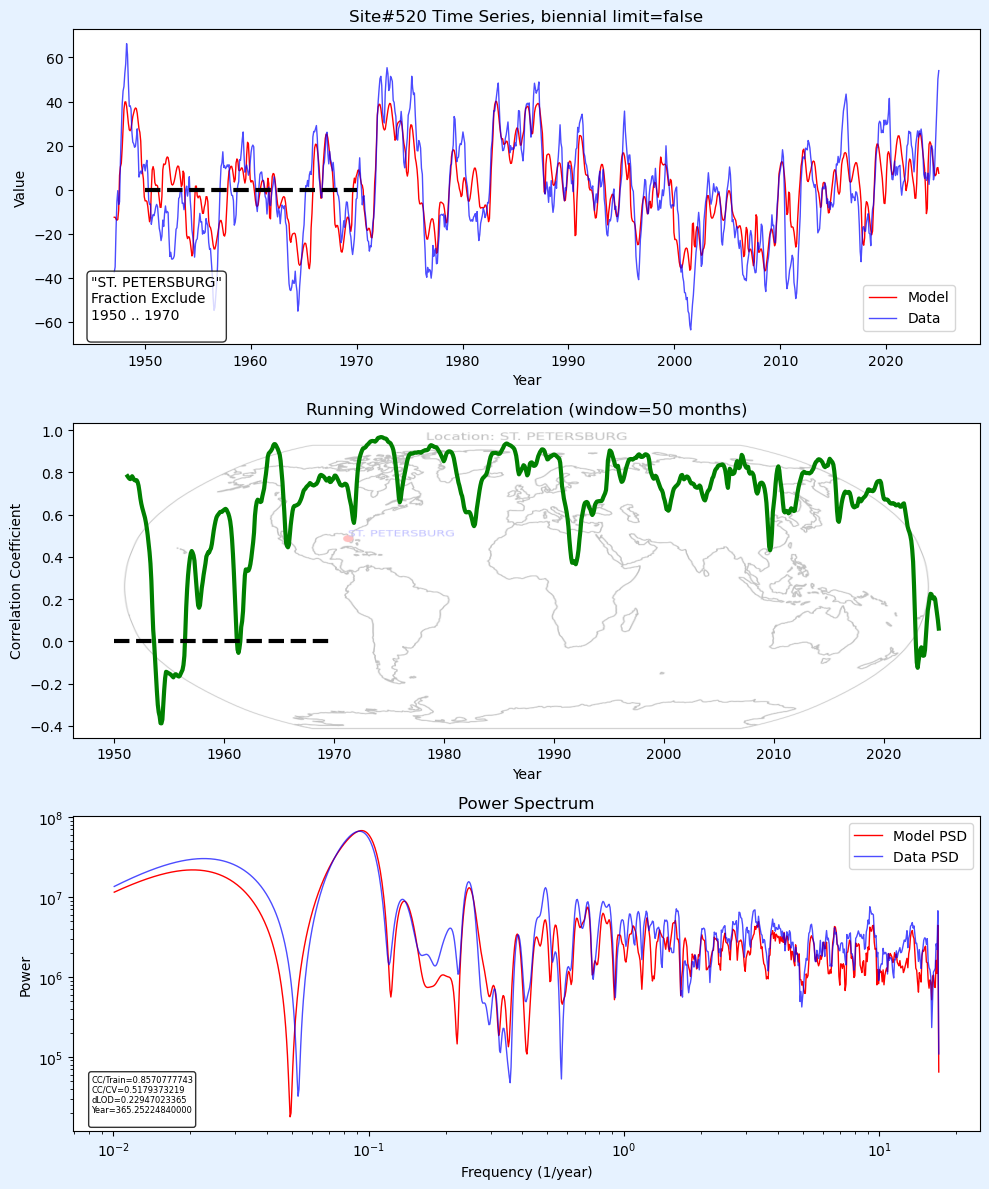 Site#520 Time Series, biennial limit=false
Value
60
40
20
0
−20
−40
−60
"ST. PETERSBURG"
Fraction Exclude
1950 .. 1970
Model
Data
1950 1960 1970 1980 1990 2000 2010 2020
Year
Running Windowed Correlation (window=50 months)
Correlation Coefficient
1.0
0.8
0.6
0.4
0.2
0.0
−0.2
−0.4
Location: ST. PETERSBURG
ST. PETERSBURG
1950 1960 1970 1980 1990 2000 2010 2020
Year
Power Spectrum
Power
10^8
10^7
10^6
10^5
Model PSD
Data PSD
CC/Train=0.8570777743
CC/CV=0.5179373219
dLOD=0.22947023365
Year=365.25224840000
10^−2 10^−1 10^0 10^1
Frequency (1/year)